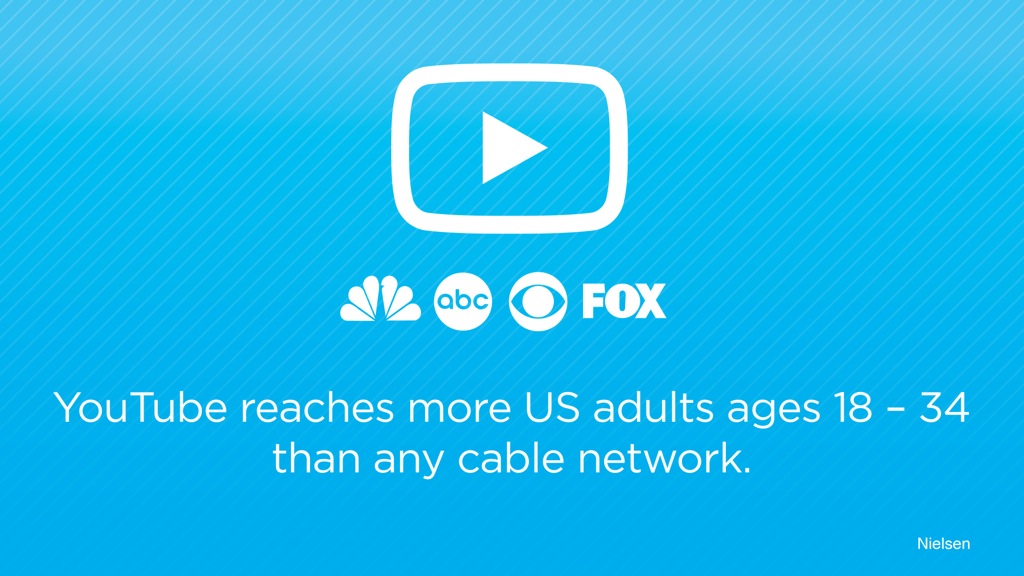 abc FOX
YouTube reaches more US adults ages 18 – 34
than any cable network.
Nielsen